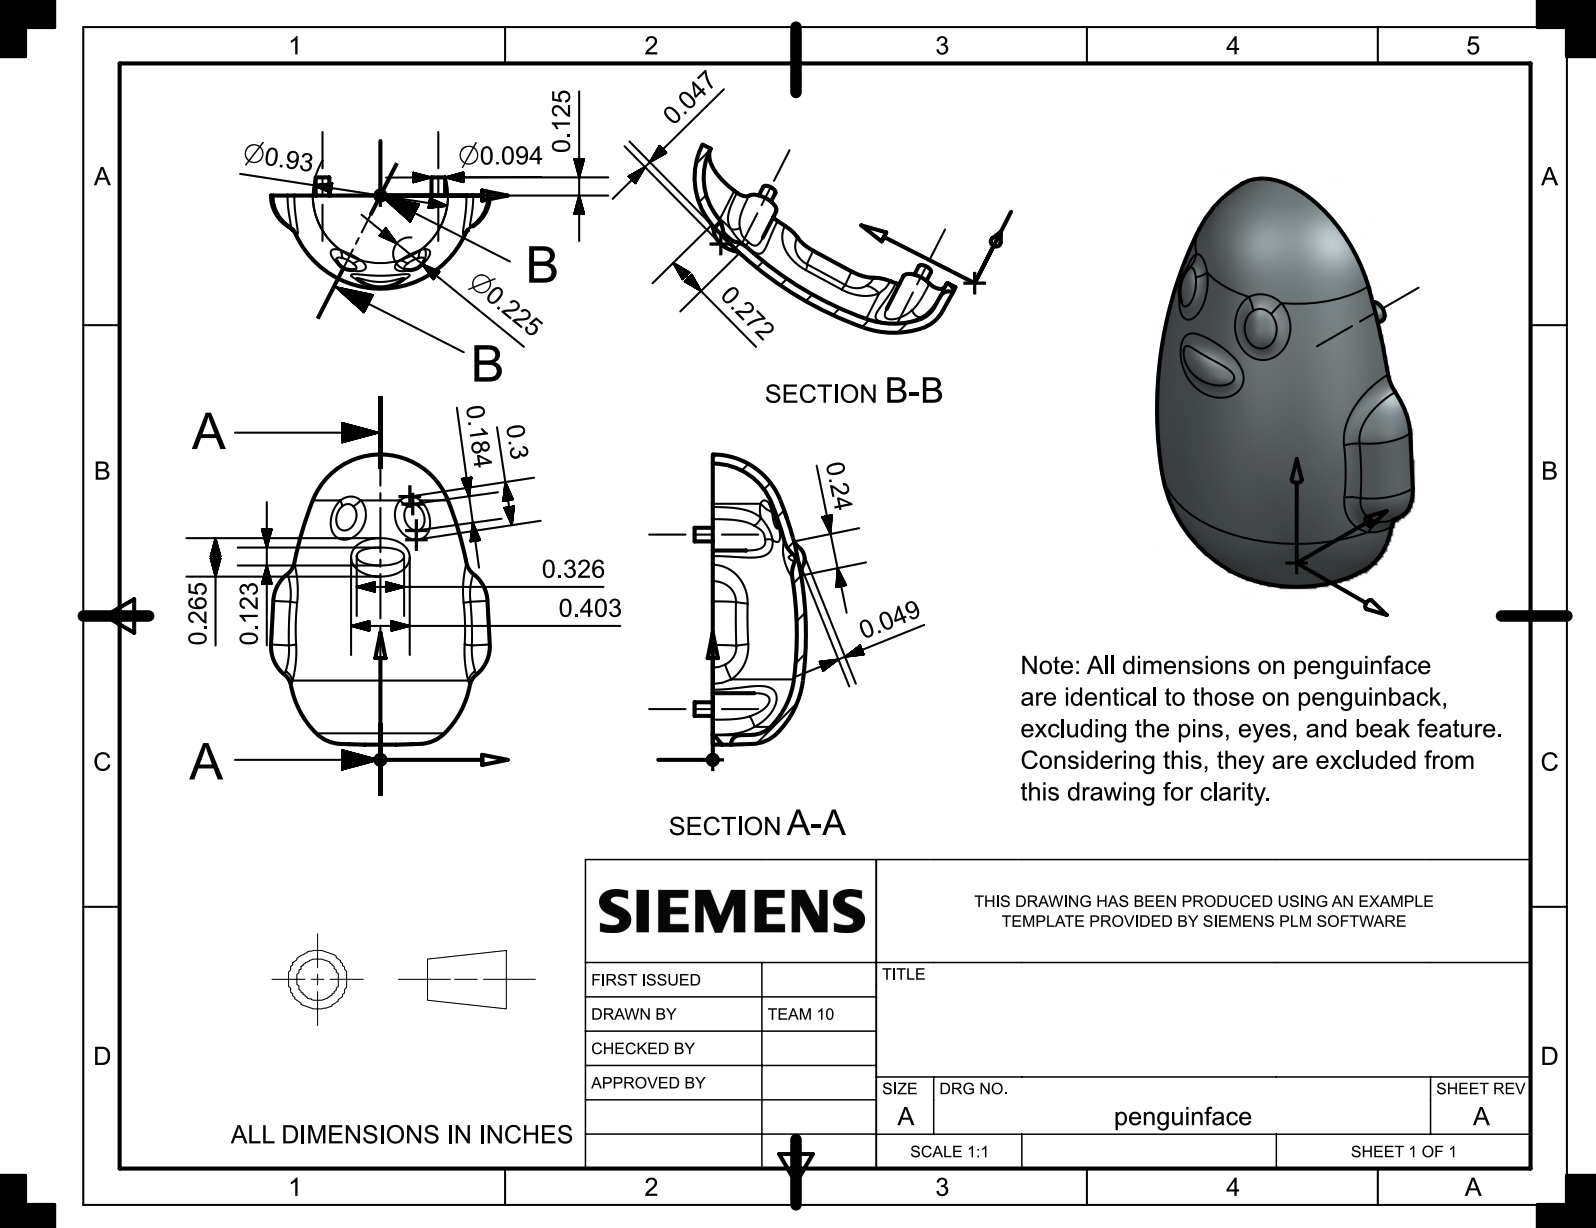 1 2 3 4 5
A A
∅0.93
∅0.094
0.125
0.047
B
∅0.225
B
0.272
SECTION B-B
B B
A
0.184
0.3
0.24
0.326
0.403
0.265
0.123
0.049
A
SECTION A-A
Note: All dimensions on penguinface
are identical to those on penguinback,
excluding the pins, eyes, and beak feature.
Considering this, they are excluded from
this drawing for clarity.
C C
SIEMENS
THIS DRAWING HAS BEEN PRODUCED USING AN EXAMPLE
TEMPLATE PROVIDED BY SIEMENS PLM SOFTWARE
FIRST ISSUED
TITLE
DRAWN BY TEAM 10
CHECKED BY
APPROVED BY
D D
SIZE DRG NO. SHEET REV
A penguinface A
ALL DIMENSIONS IN INCHES
SCALE 1:1 SHEET 1 OF 1
1 2 3 4 A